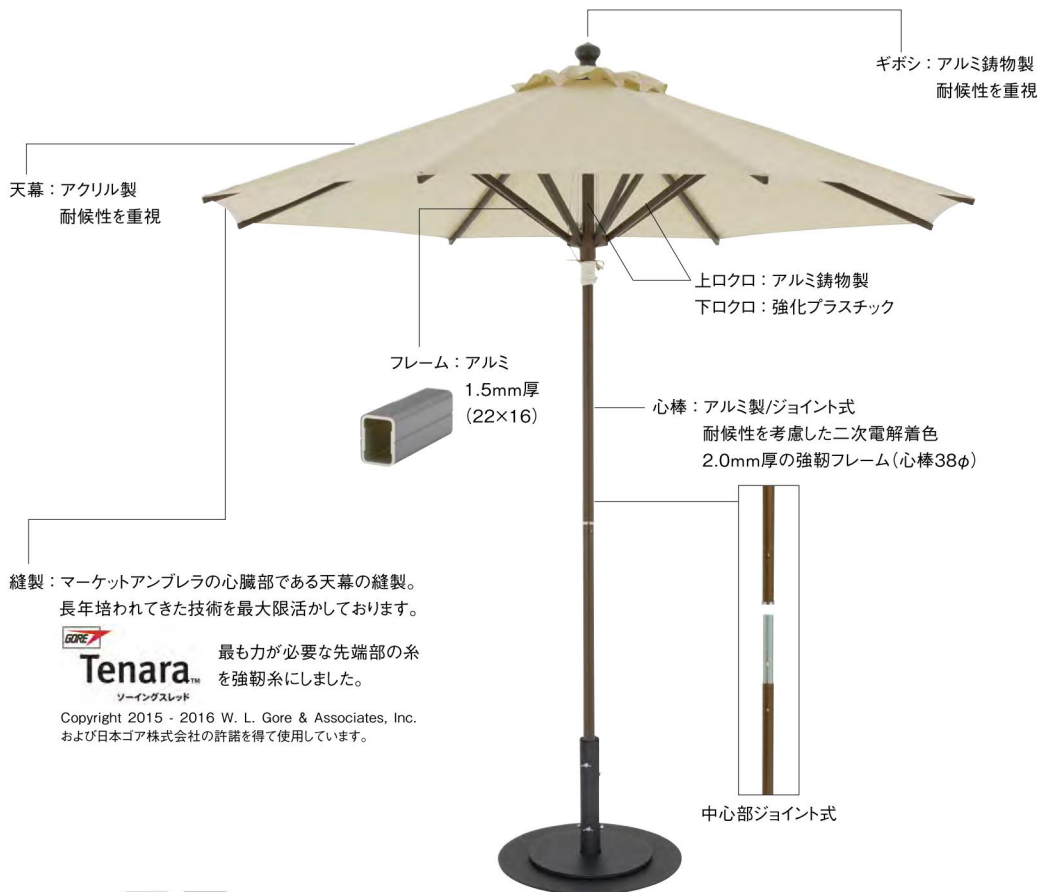 ギボシ：アルミ鋳物製
耐候性を重視
天幕：アクリル製
耐候性を重視
上ロクロ：アルミ鋳物製
下ロクロ：強化プラスチック
フレーム：アルミ
1.5mm厚
(22×16)
心棒：アルミ製/ジョイント式
耐候性を考慮した二次電解着色
2.0mm厚の強靭フレーム（心棒38φ）
縫製：マーケットアンブレラの心臓部である天幕の縫製。
長年培われてきた技術を最大限活かしております。
GORE
Tenara™
ソーイングスレッド
最も力が必要な先端部の糸
を強靭糸にしました。
Copyright 2015 - 2016 W. L. Gore & Associates, Inc.
および日本ゴア株式会社の許諾を得て使用しています。
中心部ジョイント式